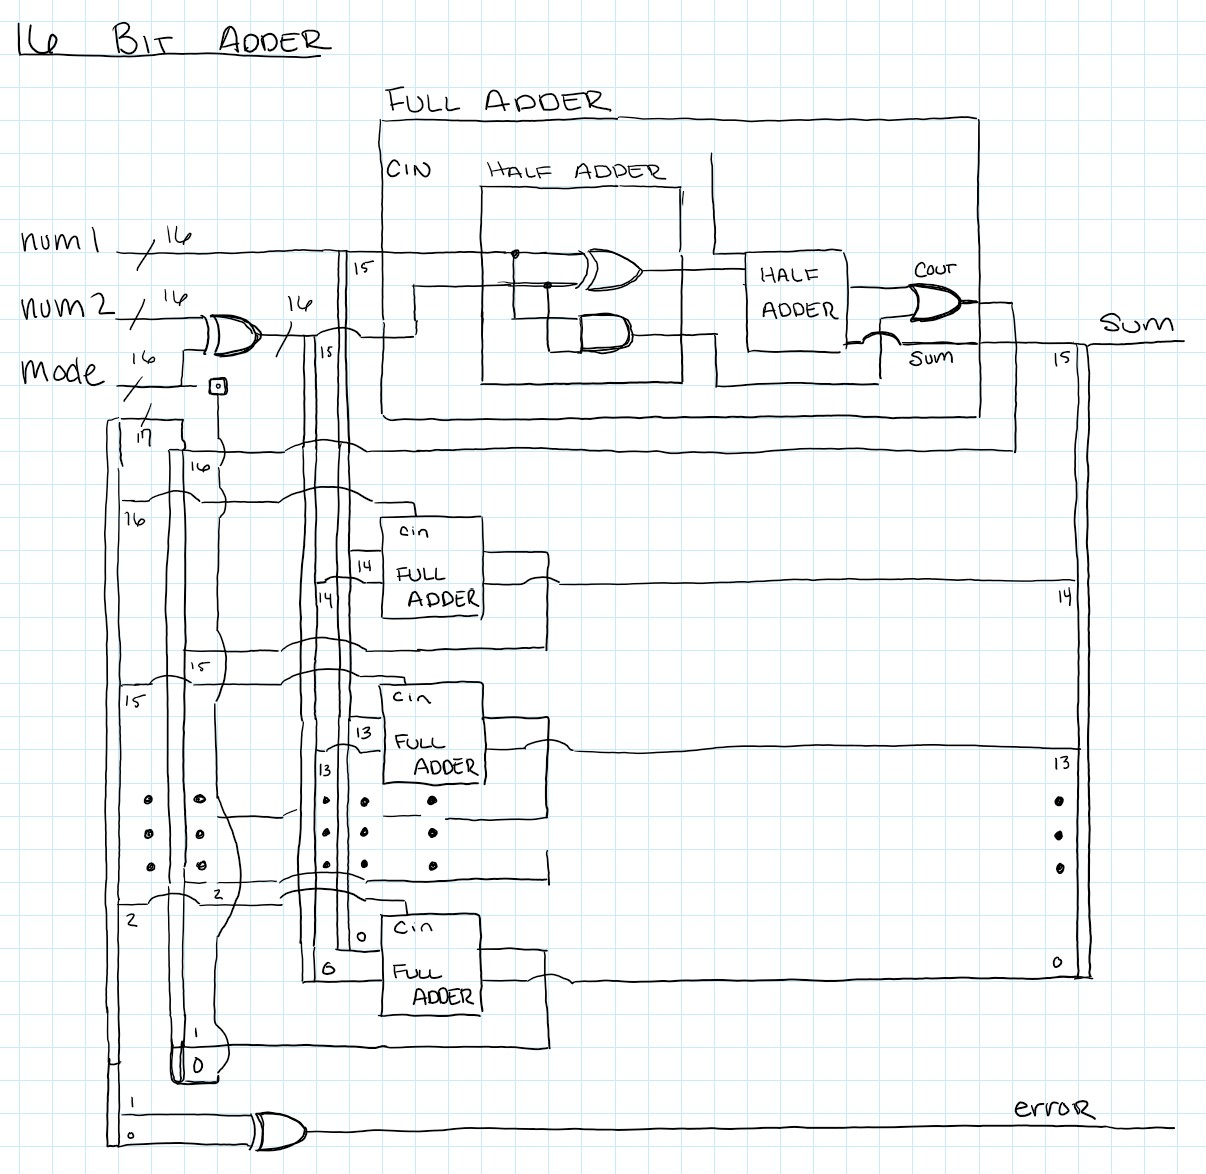 16 BIT ADDER
FULL ADDER
CIN HALF ADDER
num1 16
15
HALF ADDER
COUT
num2 16
16
15
Sum
Sum
15
mode 16
17
16
16
cin
14
FULL ADDER
14
14
15
15
cin
13
FULL ADDER
13
13
2
2
cin
0
FULL ADDER
0
0
1
0
1
0
error